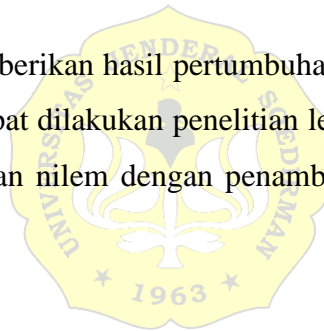 berikan hasil pertumbuha
pat dilakukan penelitian le
an nilem dengan penamb
UNIVERSITAS JENDERAL SOEDIRMAN
1963